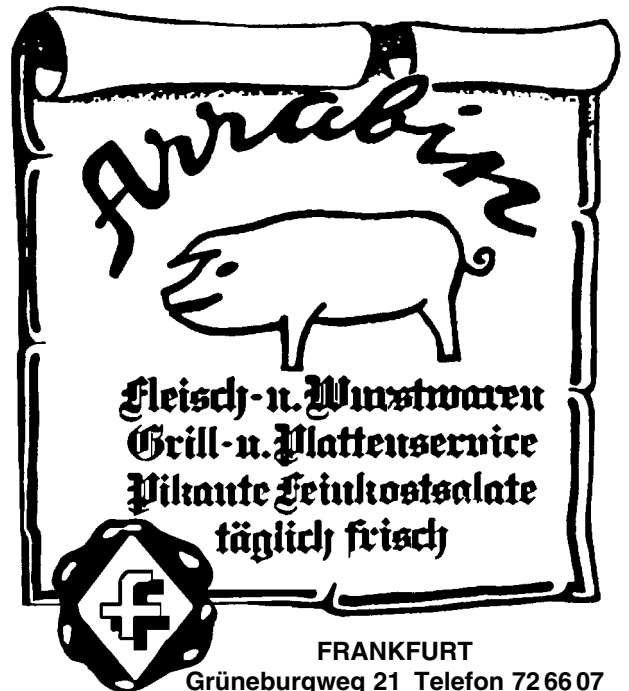 Arrabin
Fleisch-u. Wurstwaren
Grill-u. Plattenservice
Pikante Feinkostsalate
täglich frisch
f
FRANKFURT
Grüneburgweg 21 Telefon 72 66 07